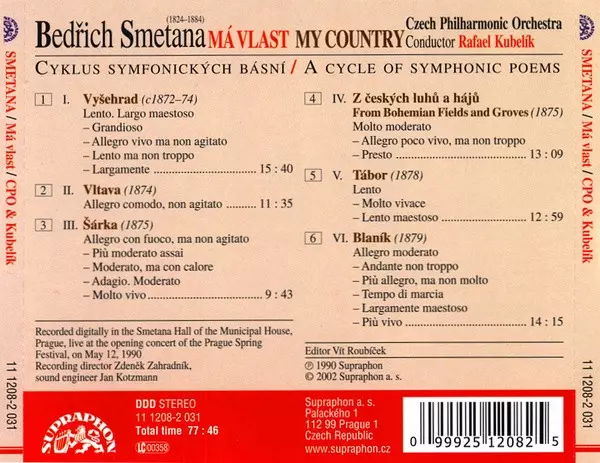 SMETANA / Má vlast / CPO & Kubelík
11 1208-2 031
(1824–1884)
Bedřich Smetana MÁ VLAST MY COUNTRY
Czech Philharmonic Orchestra
Conductor Rafael Kubelík
CYKLUS SYMFONICKÝCH BÁSNÍ / A CYCLE OF SYMPHONIC POEMS
1 I. Vyšehrad (c1872–74)
Lento. Largo maestoso
– Grandioso
– Allegro vivo ma non agitato
– Lento ma non troppo
– Largamente 15 : 40
2 II. Vltava (1874)
Allegro comodo, non agitato 11 : 35
3 III. Šárka (1875)
Allegro con fuoco, ma non agitato
– Più moderato assai
– Moderato, ma con calore
– Adagio. Moderato
– Molto vivo 9 : 43
4 IV. Z českých luhů a hájů
From Bohemian Fields and Groves (1875)
Molto moderato
– Allegro poco vivo, ma non troppo
– Presto 13 : 09
5 V. Tábor (1878)
Lento
– Molto vivace
– Lento maestoso 12 : 59
6 VI. Blaník (1879)
Allegro moderato
– Andante non troppo
– Più allegro, ma non molto
– Tempo di marcia
– Largamente maestoso
– Più vivo 14 : 15
Recorded digitally in the Smetana Hall of the Municipal House,
Prague, live at the opening concert of the Prague Spring
Festival, on May 12, 1990
Recording director Zdeněk Zahradník,
sound engineer Jan Kotzmann
Editor Vít Roubíček
Ⓟ 1990 Supraphon
© 2002 Supraphon a. s.
SUPRAPHON
DDD STEREO
11 1208-2 031
Total time 77 : 46
LC 00358
Supraphon a. s.
Palackého 1
112 99 Prague 1
Czech Republic
0 99925 12082 5
SMETANA / Má vlast / CPO & Kubelík
11 1208-2 031